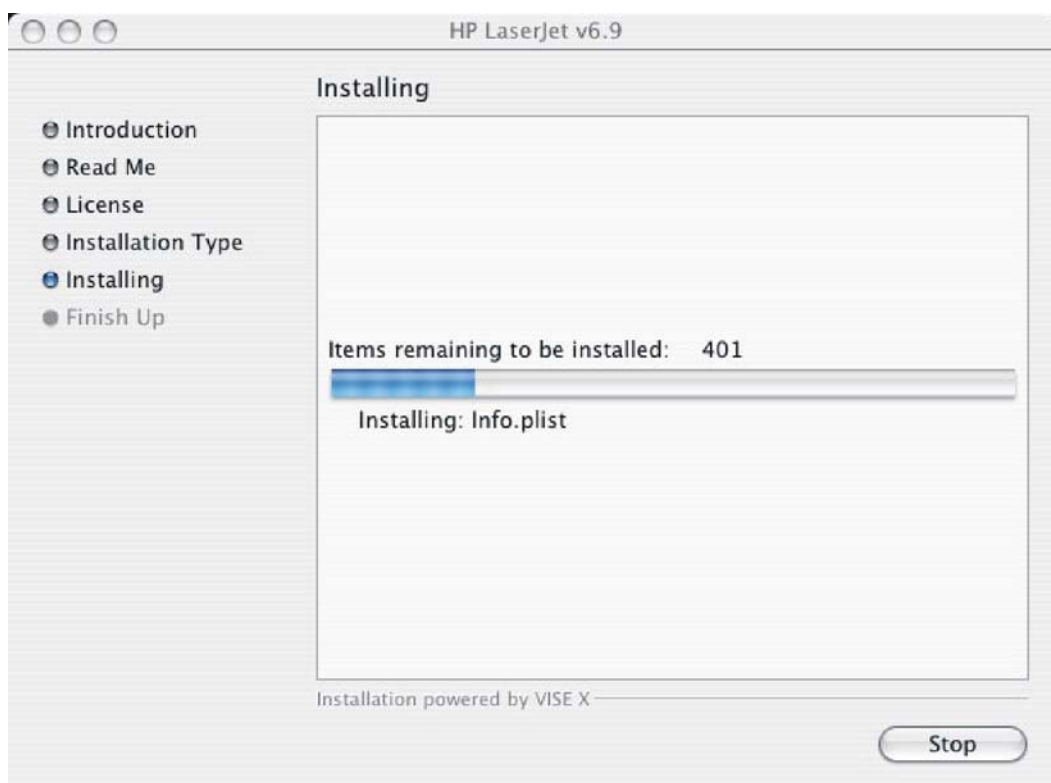 HP LaserJet v6.9
Installing
Introduction
Read Me
License
Installation Type
Installing
Finish Up
Items remaining to be installed: 401
Installing: Info.plist
Installation powered by VISE X
Stop